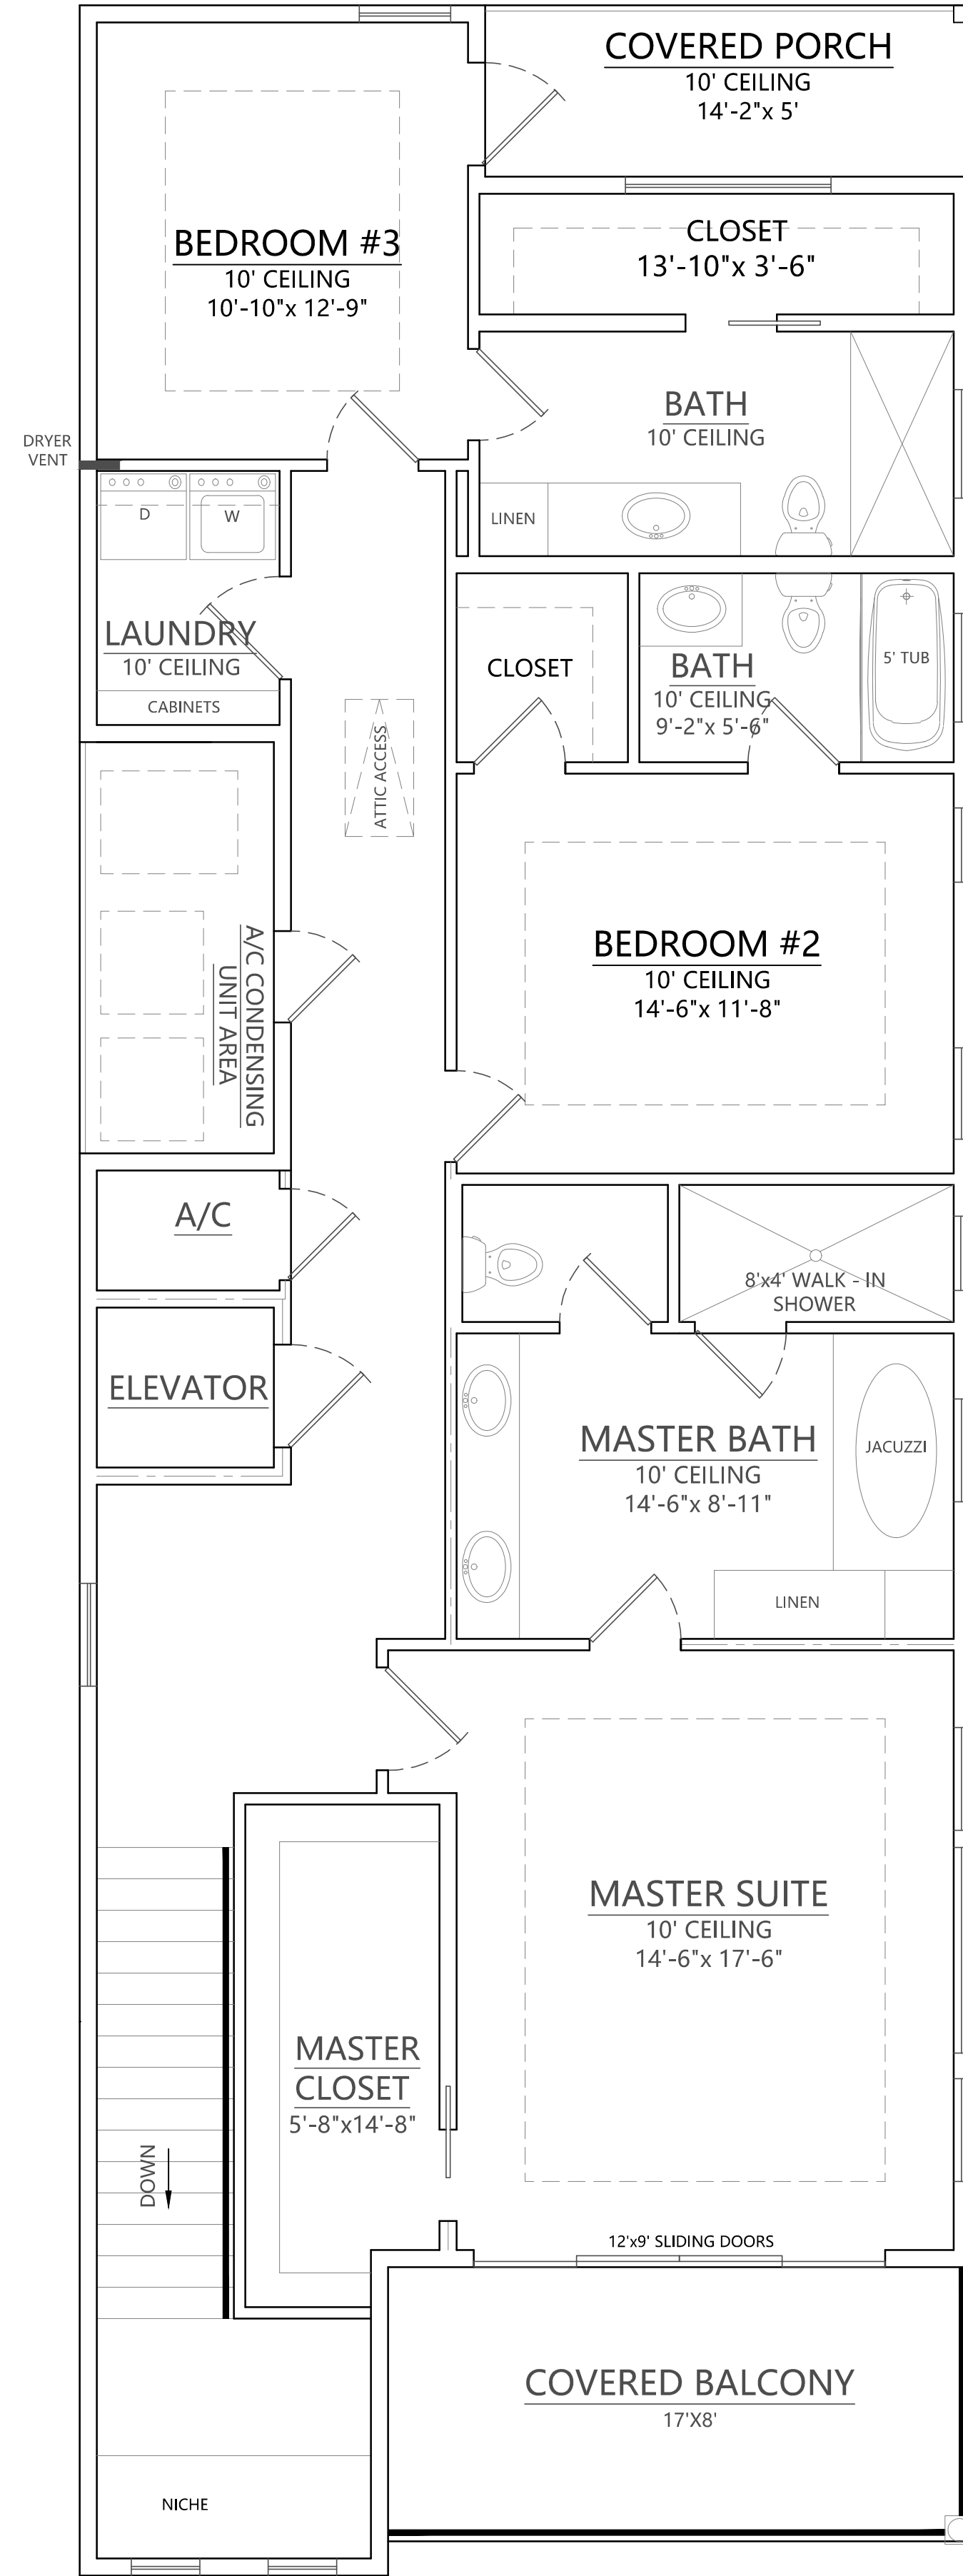 COVERED PORCH
10' CEILING
14'-2"x 5'
BEDROOM #3
10' CEILING
10'-10"x 12'-9"
CLOSET
13'-10"x 3'-6"
BATH
10' CEILING
DRYER
VENT
D
W
LINEN
LAUNDRY
10' CEILING
CABINETS
CLOSET
BATH
10' CEILING
9'-2"x 5'-6"
5' TUB
ATTIC ACCESS
A/C CONDENSING
UNIT AREA
BEDROOM #2
10' CEILING
14'-6"x 11'-8"
A/C
8'x4' WALK - IN
SHOWER
ELEVATOR
MASTER BATH
10' CEILING
14'-6"x 8'-11"
JACUZZI
LINEN
MASTER SUITE
10' CEILING
14'-6"x 17'-6"
MASTER
CLOSET
5'-8"x14'-8"
DOWN
12'x9' SLIDING DOORS
COVERED BALCONY
17'X8'
NICHE